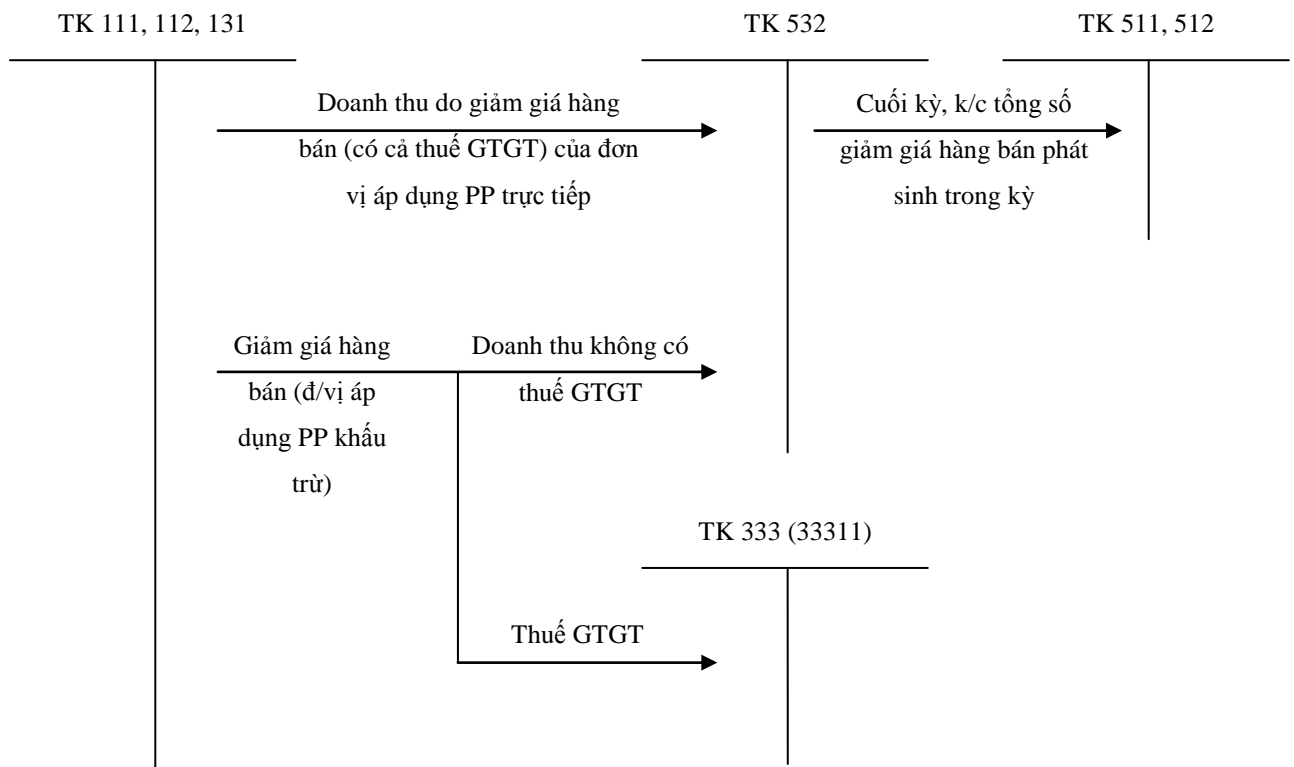 TK 111, 112, 131
TK 532
TK 511, 512
Doanh thu do giảm giá hàng
bán (có cả thuế GTGT) của đơn
vị áp dụng PP trực tiếp
Cuối kỳ, k/c tổng số
giảm giá hàng bán phát
sinh trong kỳ
Giảm giá hàng
bán (đ/vị áp
dụng PP khấu
trừ)
Doanh thu không có
thuế GTGT
TK 333 (33311)
Thuế GTGT